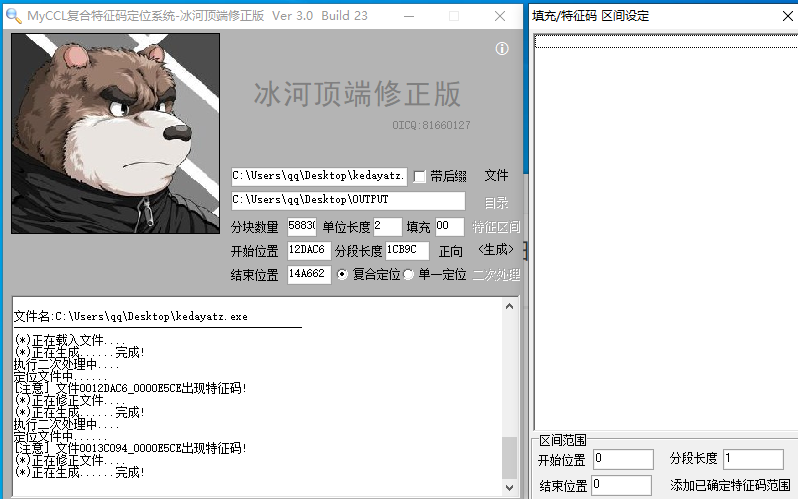 MyCCL复合特征码定位系统-冰河顶端修正版 Ver 3.0 Build 23
冰河顶端修正版
OICQ:81660127
C:\Users\qq\Desktop\kedayatz. 带后缀 文件
C:\Users\qq\Desktop\OUTPUT 目录
分块数量 5883 单位长度 2 填充 00 特征区间
开始位置 12DAC6 分段长度 1CB9C 正向 <生成>
结束位置 14A662 复合定位 单一定位 二次处理
文件名:C:\Users\qq\Desktop\kedayatz.exe
(*)正在载入文件....
(*)正在生成......完成!
执行二次处理中....
定位文件中......
[注意] 文件0012DAC6_0000E5CE出现特征码!
(*)正在修正文件....
(*)正在生成......完成!
执行二次处理中....
定位文件中......
[注意] 文件0013C094_0000E5CE出现特征码!
(*)正在修正文件....
(*)正在生成......完成!
填充/特征码 区间设定
区间范围
开始位置 0 分段长度 1
结束位置 0 添加已确定特征码范围